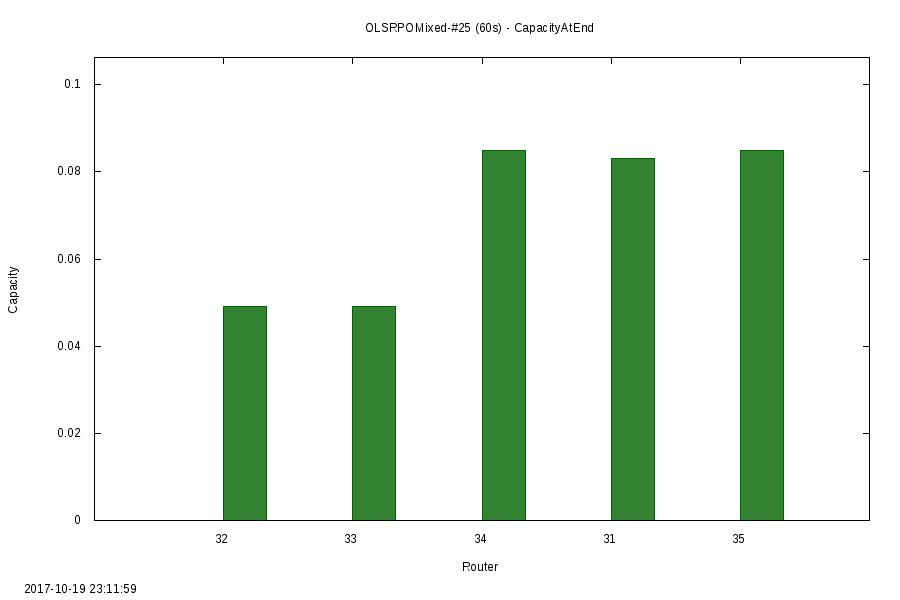 OLSRPOMixed-#25 (60s) - CapacityAtEnd
0.1
0.08
0.06
0.04
0.02
0
Capacity
32 33 34 31 35
Router
2017-10-19 23:11:59